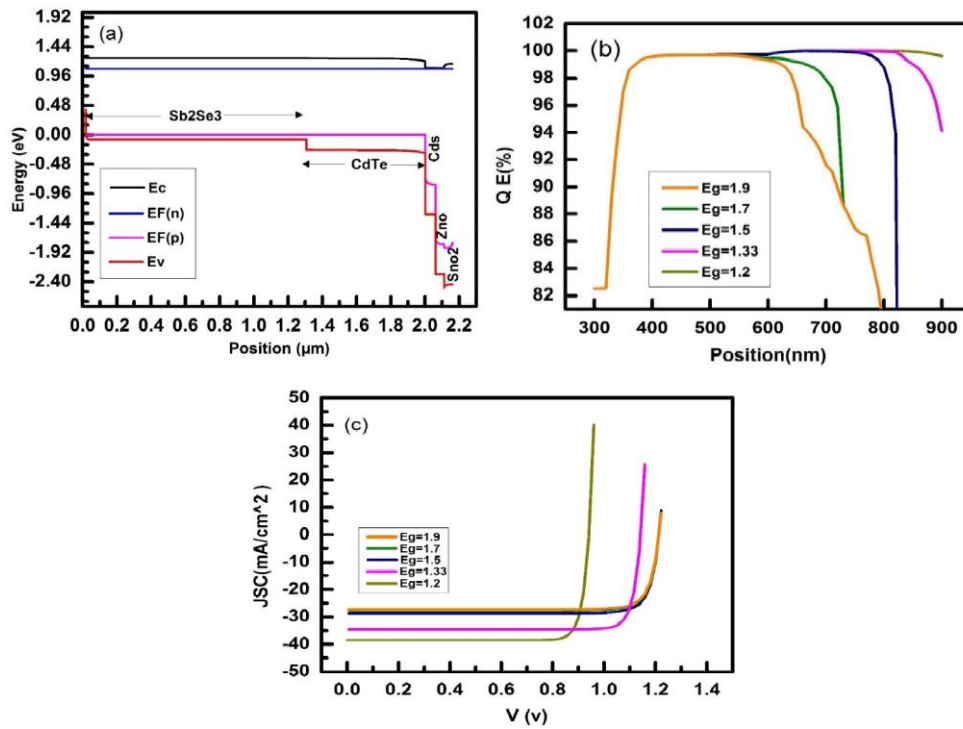 (a)
1.92
1.44
0.96
0.48
0.00
-0.48
-0.96
-1.44
-1.92
-2.40
Energy (eV)
Sb2Se3
CdTe
Cds
Zno
Sno2
Ec
EF(n)
EF(p)
Ev
0.0 0.2 0.4 0.6 0.8 1.0 1.2 1.4 1.6 1.8 2.0 2.2
Position (µm)
(b)
102
100
98
96
94
92
90
88
86
84
82
Q E(%)
Eg=1.9
Eg=1.7
Eg=1.5
Eg=1.33
Eg=1.2
300 400 500 600 700 800 900
Position(nm)
(c)
50
40
30
20
10
0
-10
-20
-30
-40
-50
JSC(mA/cm^2)
Eg=1.9
Eg=1.7
Eg=1.5
Eg=1.33
Eg=1.2
0.0 0.2 0.4 0.6 0.8 1.0 1.2 1.4
V (v)